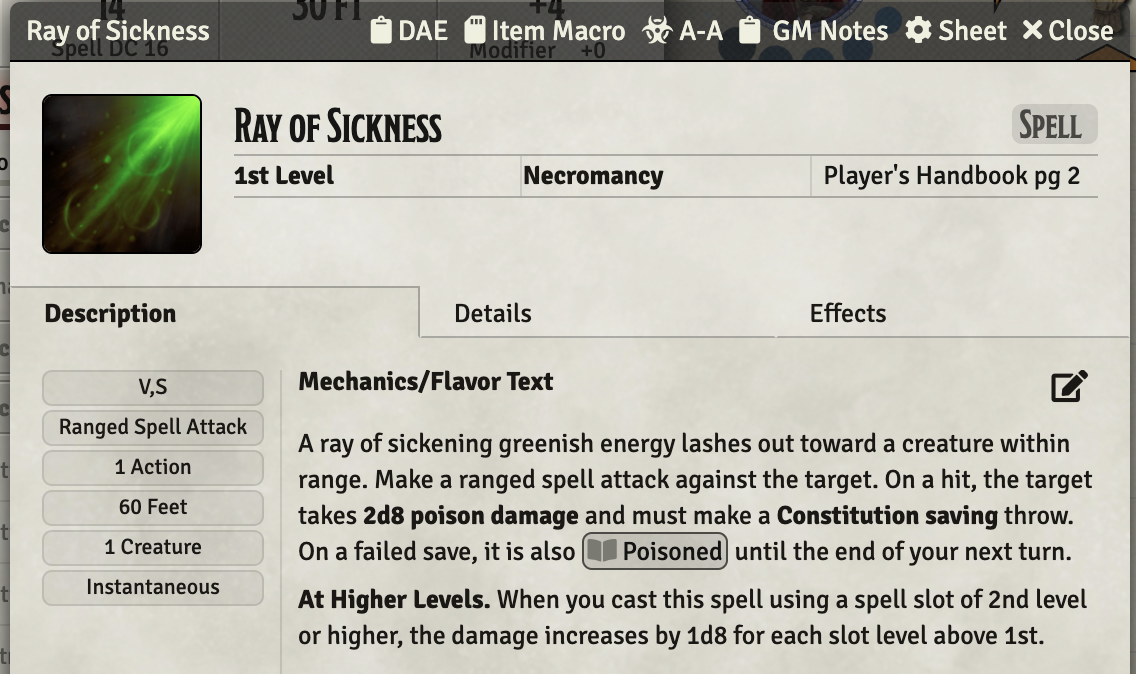 14
30 FT
+4
Ray of Sickness
DAE
Item Macro
A-A
GM Notes
Sheet
Close
Spell DC 16
Modifier +0
Ray of Sickness
Spell
1st Level
Necromancy
Player's Handbook pg 2
Description
Details
Effects
V,S
Ranged Spell Attack
1 Action
60 Feet
1 Creature
Instantaneous
Mechanics/Flavor Text
A ray of sickening greenish energy lashes out toward a creature within
range. Make a ranged spell attack against the target. On a hit, the target
takes 2d8 poison damage and must make a Constitution saving throw.
On a failed save, it is also Poisoned until the end of your next turn.
At Higher Levels. When you cast this spell using a spell slot of 2nd level
or higher, the damage increases by 1d8 for each slot level above 1st.